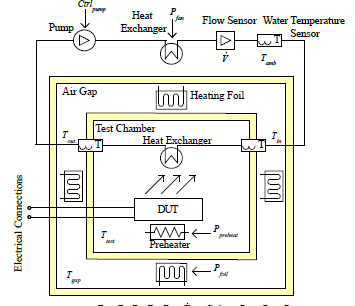 Ctrl pump
Pump
Heat
Exchanger
P fan
Flow Sensor
Water Temperature
Sensor
V̇
T
T amb
Air Gap
Heating Foil
Test Chamber
T out
T
Heat Exchanger
T
T in
DUT
Electrical Connections
T test
Preheater
P preheat
T gap
P foil